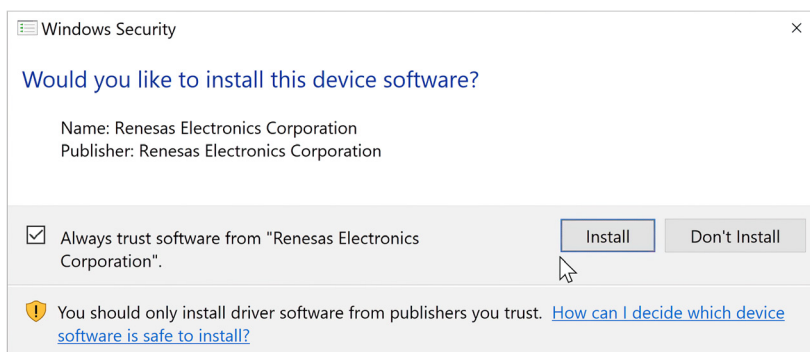 Windows Security
Would you like to install this device software?
Name: Renesas Electronics Corporation
Publisher: Renesas Electronics Corporation
Always trust software from "Renesas Electronics
Corporation".
Install
Don't Install
You should only install driver software from publishers you trust. How can I decide which device
software is safe to install?